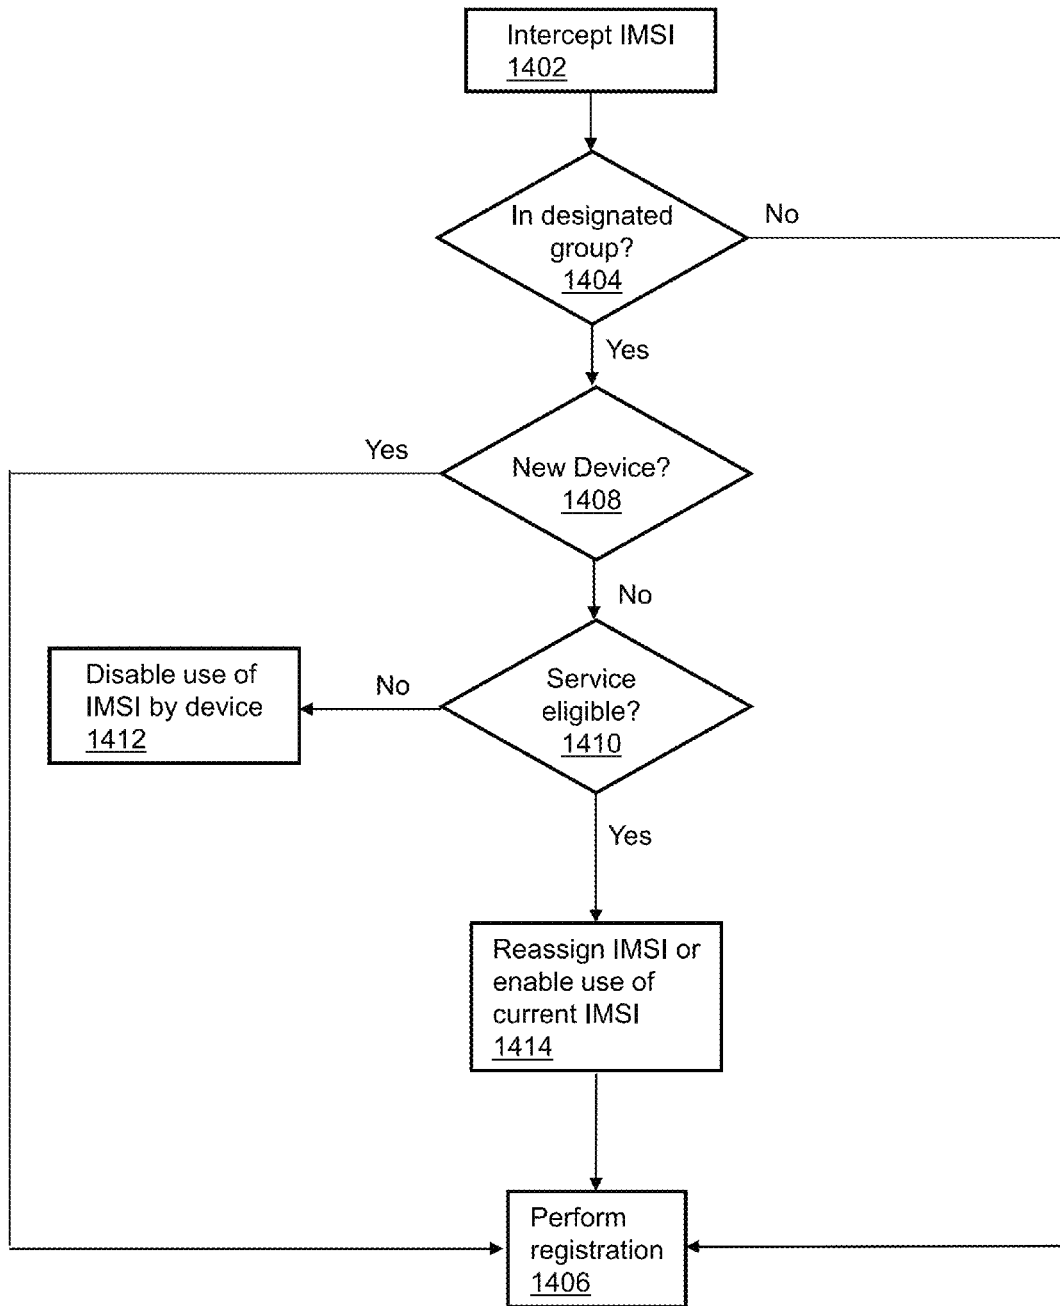 Intercept IMSI
1402
In designated
group?
1404
No
Yes
New Device?
1408
Yes
No
Service
eligible?
1410
No
Disable use of
IMSI by device
1412
Yes
Reassign IMSI or
enable use of
current IMSI
1414
Perform
registration
1406